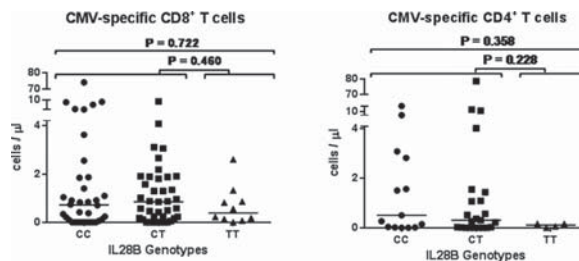 CMV-specific CD8⁺ T cells
P = 0.722
P = 0.460
80
70
10
4
2
0
cells / µl
CC
CT
TT
IL28B Genotypes
CMV-specific CD4⁺ T cells
P = 0.358
P = 0.228
80
70
10
4
2
0
cells / µl
CC
CT
TT
IL28B Genotypes